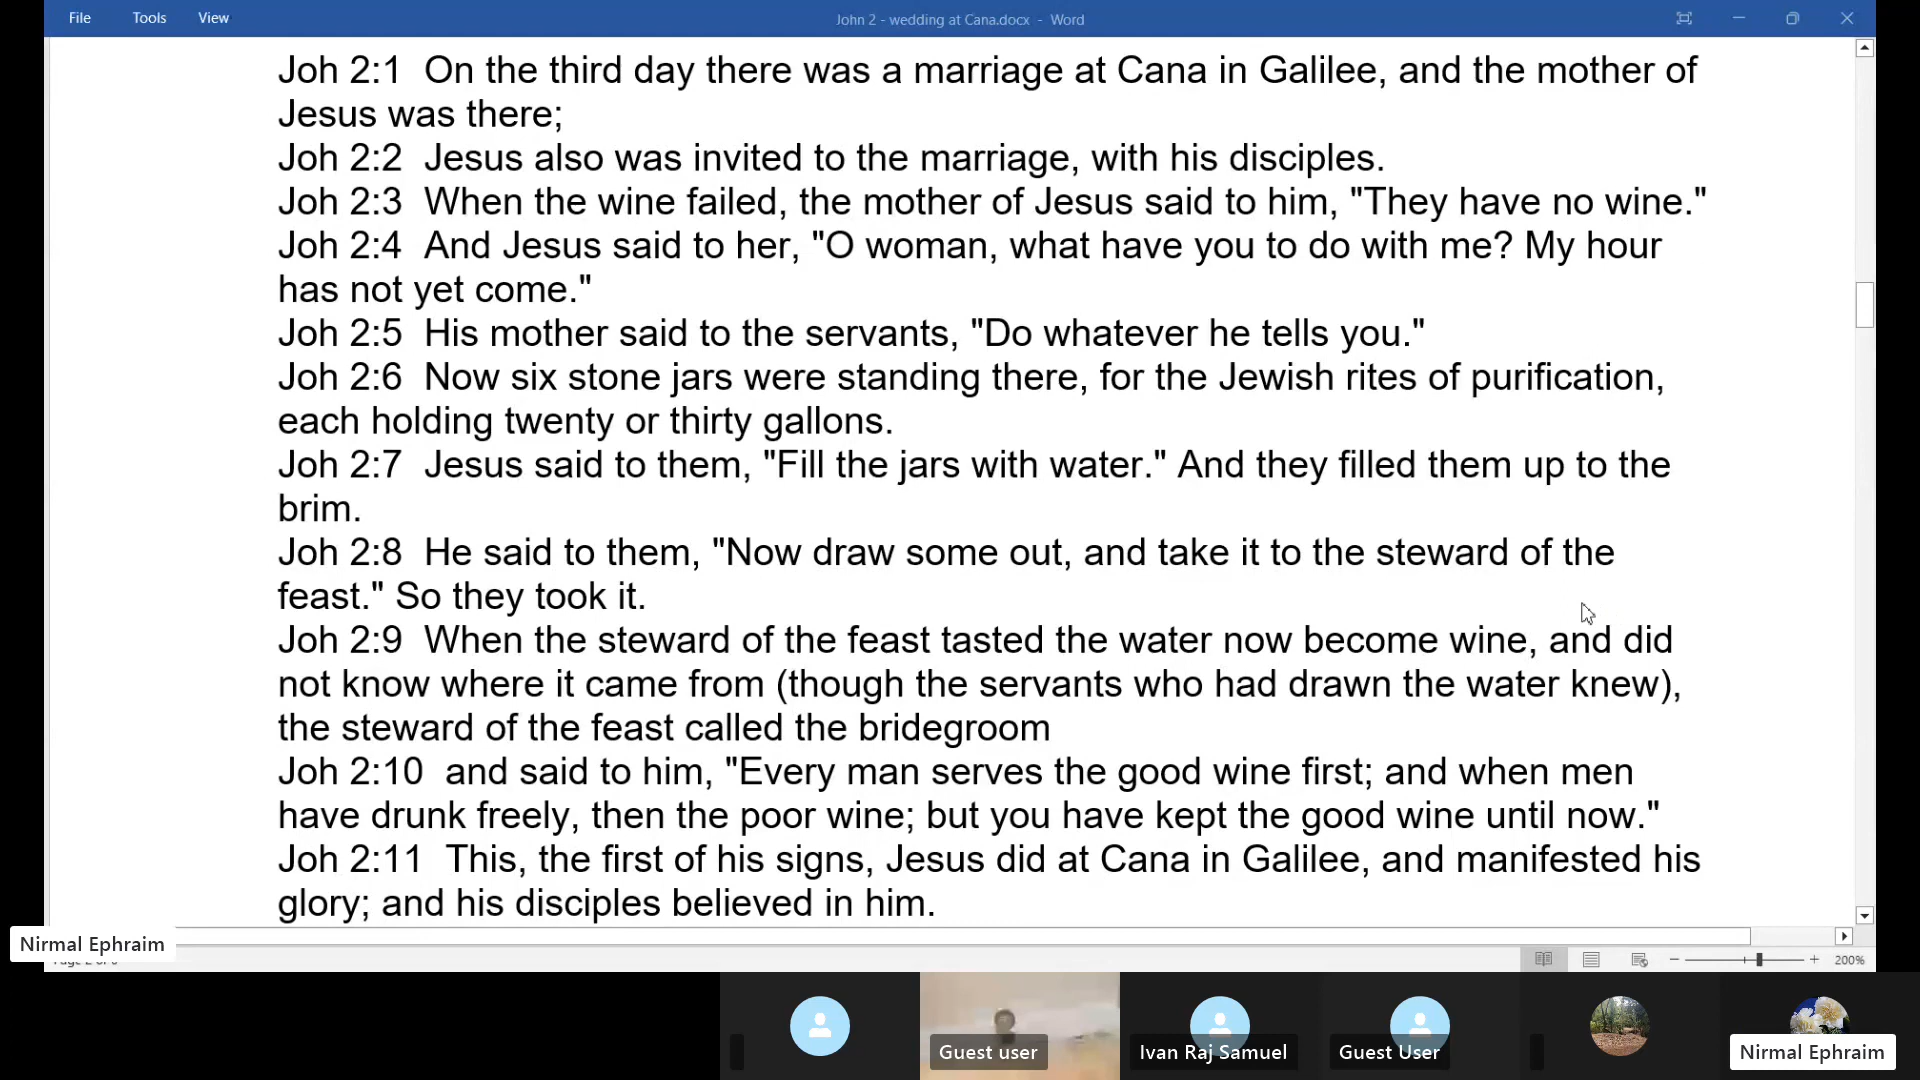 File Tools View John 2 - wedding at Cana.docx - Word
Joh 2:1 On the third day there was a marriage at Cana in Galilee, and the mother of
Jesus was there;
Joh 2:2 Jesus also was invited to the marriage, with his disciples.
Joh 2:3 When the wine failed, the mother of Jesus said to him, "They have no wine."
Joh 2:4 And Jesus said to her, "O woman, what have you to do with me? My hour
has not yet come."
Joh 2:5 His mother said to the servants, "Do whatever he tells you."
Joh 2:6 Now six stone jars were standing there, for the Jewish rites of purification,
each holding twenty or thirty gallons.
Joh 2:7 Jesus said to them, "Fill the jars with water." And they filled them up to the
brim.
Joh 2:8 He said to them, "Now draw some out, and take it to the steward of the
feast." So they took it.
Joh 2:9 When the steward of the feast tasted the water now become wine, and did
not know where it came from (though the servants who had drawn the water knew),
the steward of the feast called the bridegroom
Joh 2:10 and said to him, "Every man serves the good wine first; and when men
have drunk freely, then the poor wine; but you have kept the good wine until now."
Joh 2:11 This, the first of his signs, Jesus did at Cana in Galilee, and manifested his
glory; and his disciples believed in him.
Nirmal Ephraim
200%
Guest user Ivan Raj Samuel Guest User Nirmal Ephraim